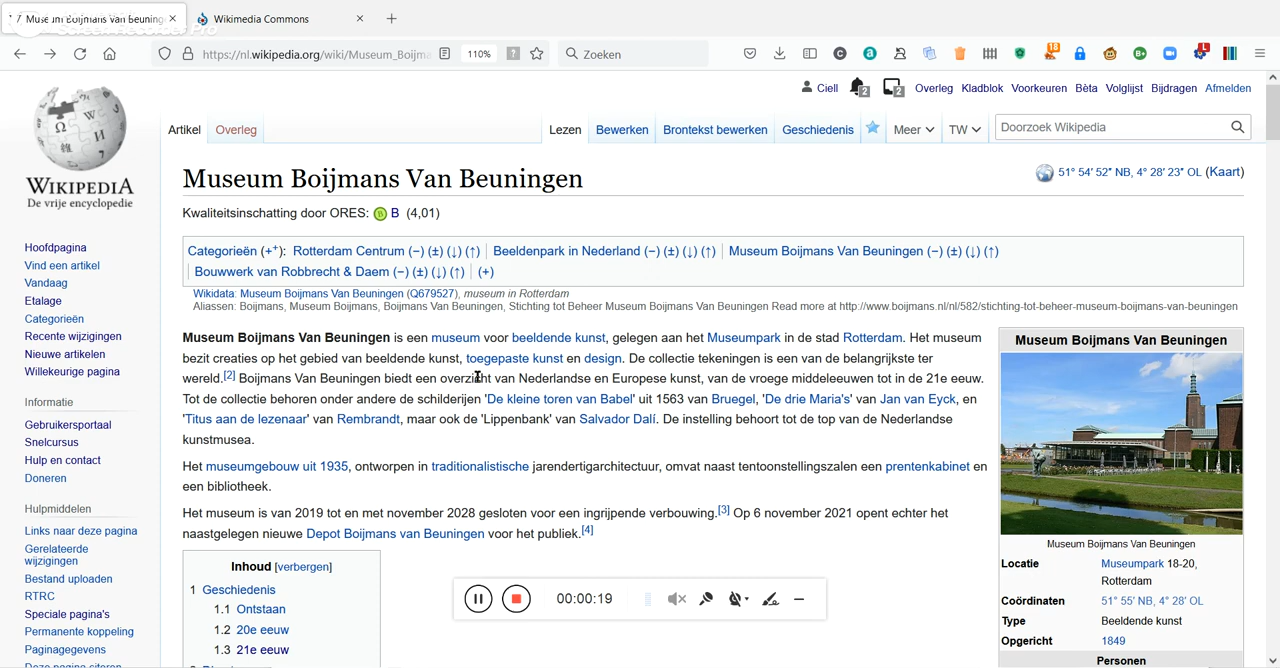 Museum Boijmans Van Beuning
Wikimedia Commons
https://nl.wikipedia.org/wiki/Museum_Boijma
110%
Zoeken
18
Ciell
2
2
Overleg
Kladblok
Voorkeuren
Bèta
Volglijst
Bijdragen
Afmelden
Artikel
Overleg
Lezen
Bewerken
Brontekst bewerken
Geschiedenis
Meer
TW
Doorzoek Wikipedia
WIKIPEDIA
De vrije encyclopedie
Museum Boijmans Van Beuningen
51° 54′ 52″ NB, 4° 28′ 23″ OL (Kaart)
Kwaliteitsinschatting door ORES: B (4,01)
Categorieën (+⁺): Rotterdam Centrum (−) (±) (↓) (↑) | Beeldenpark in Nederland (−) (±) (↓) (↑) | Museum Boijmans Van Beuningen (−) (±) (↓) (↑)
| Bouwwerk van Robbrecht & Daem (−) (±) (↓) (↑) | (+)
Wikidata: Museum Boijmans Van Beuningen (Q679527), museum in Rotterdam
Aliassen: Boijmans, Museum Boijmans, Boijmans Van Beuningen, Stichting tot Beheer Museum Boijmans Van Beuningen Read more at http://www.boijmans.nl/nl/582/stichting-tot-beheer-museum-boijmans-van-beuningen
Museum Boijmans Van Beuningen is een museum voor beeldende kunst, gelegen aan het Museumpark in de stad Rotterdam. Het museum
bezit creaties op het gebied van beeldende kunst, toegepaste kunst en design. De collectie tekeningen is een van de belangrijkste ter
wereld.[2] Boijmans Van Beuningen biedt een overzicht van Nederlandse en Europese kunst, van de vroege middeleeuwen tot in de 21e eeuw.
Tot de collectie behoren onder andere de schilderijen 'De kleine toren van Babel' uit 1563 van Bruegel, 'De drie Maria's' van Jan van Eyck, en
'Titus aan de lezenaar' van Rembrandt, maar ook de 'Lippenbank' van Salvador Dalí. De instelling behoort tot de top van de Nederlandse
kunstmusea.
Het museumgebouw uit 1935, ontworpen in traditionalistische jarendertigarchitectuur, omvat naast tentoonstellingszalen een prentenkabinet en
een bibliotheek.
Het museum is van 2019 tot en met november 2028 gesloten voor een ingrijpende verbouwing.[3] Op 6 november 2021 opent echter het
naastgelegen nieuwe Depot Boijmans van Beuningen voor het publiek.[4]
Inhoud [verbergen]
1 Geschiedenis
1.1 Ontstaan
1.2 20e eeuw
1.3 21e eeuw
Museum Boijmans Van Beuningen
Museum Boijmans Van Beuningen
Locatie Museumpark 18-20,
Rotterdam
Coördinaten 51° 55′ NB, 4° 28′ OL
Type Beeldende kunst
Opgericht 1849
Personen
Hoofdpagina
Vind een artikel
Vandaag
Etalage
Categorieën
Recente wijzigingen
Nieuwe artikelen
Willekeurige pagina
Informatie
Gebruikersportaal
Snelcursus
Hulp en contact
Doneren
Hulpmiddelen
Links naar deze pagina
Gerelateerde
wijzigingen
Bestand uploaden
RTRC
Speciale pagina's
Permanente koppeling
Paginagegevens
Deze pagina citeren
00:00:19